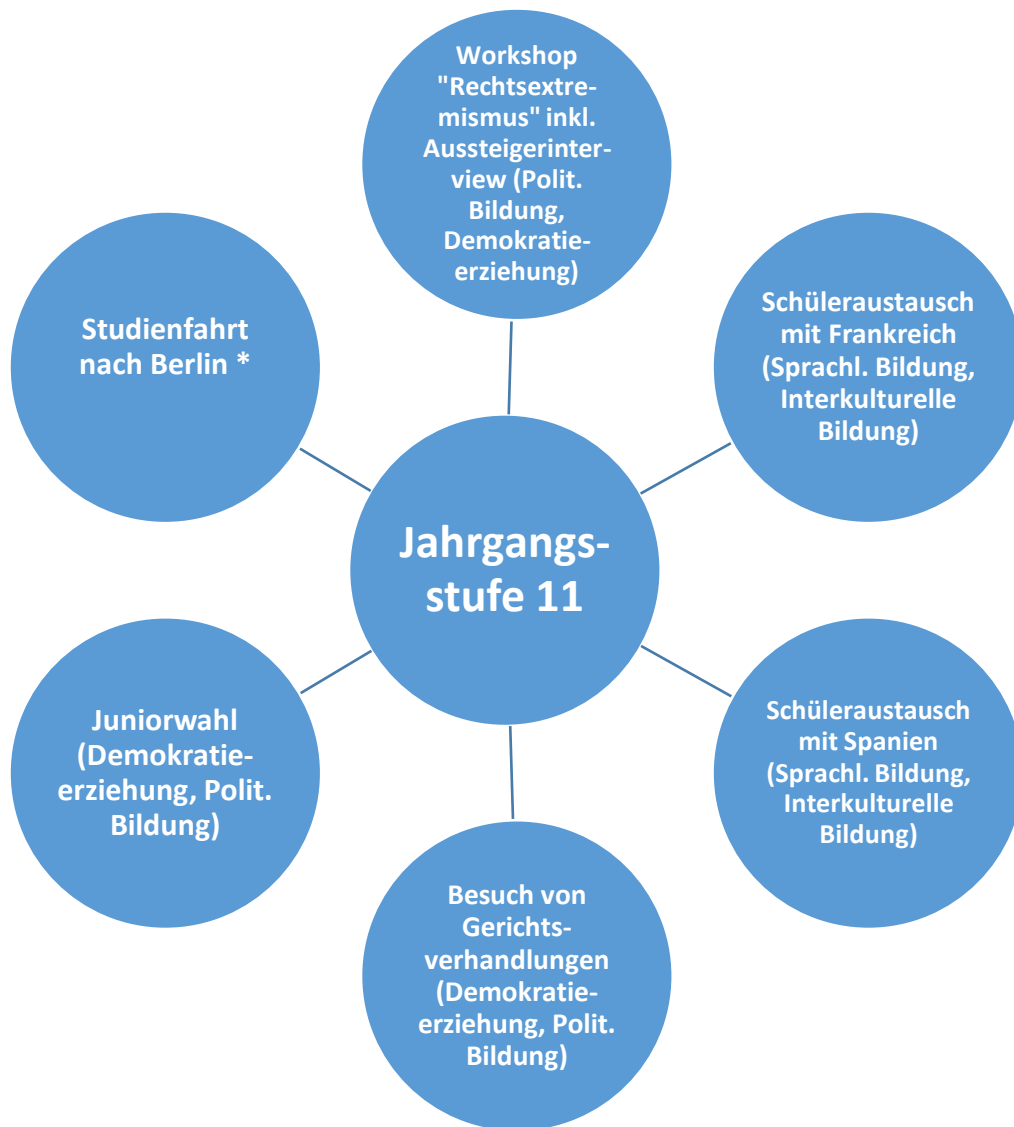 Workshop
"Rechtsextre-
mismus" inkl.
Aussteigerinter-
view (Polit.
Bildung,
Demokratie-
erziehung)
Studienfahrt
nach Berlin *
Schüleraustausch
mit Frankreich
(Sprachl. Bildung,
Interkulturelle
Bildung)
Jahrgangs-
stufe 11
Juniorwahl
(Demokratie-
erziehung, Polit.
Bildung)
Schüleraustausch
mit Spanien
(Sprachl. Bildung,
Interkulturelle
Bildung)
Besuch von
Gerichts-
verhandlungen
(Demokratie-
erziehung, Polit.
Bildung)